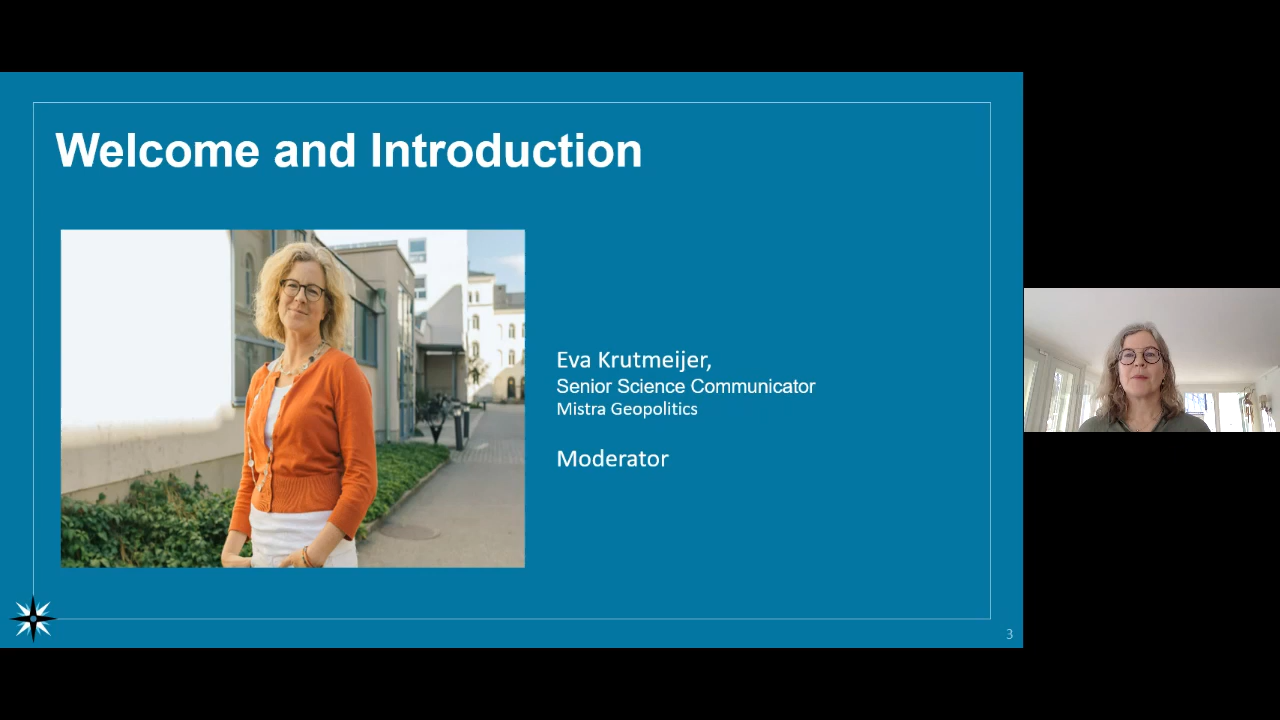 Welcome and Introduction
Eva Krutmeijer,
Senior Science Communicator
Mistra Geopolitics
Moderator
3